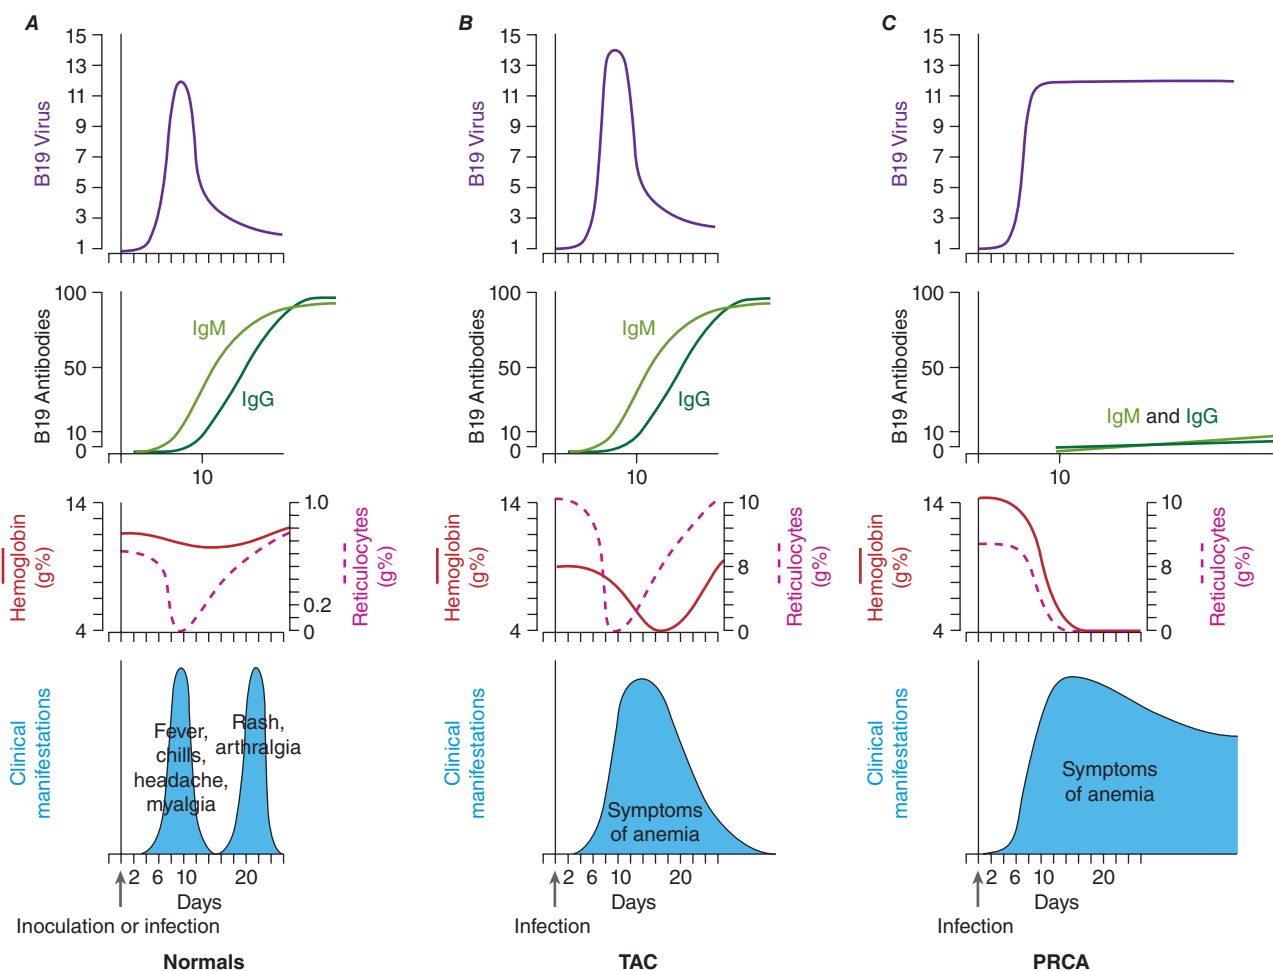 A
15
13
11
9
7
5
3
1
B19 Virus
100
50
10
0
B19 Antibodies
IgM
IgG
10
14
4
Hemoglobin
(g%)
1.0
0.2
0
Reticulocytes
(g%)
Clinical
manifestations
Fever,
chills,
headache,
myalgia
Rash,
arthralgia
2 6 10 20
Days
Inoculation or infection
Normals
B
15
13
11
9
7
5
3
1
B19 Virus
100
50
10
0
B19 Antibodies
IgM
IgG
10
14
4
Hemoglobin
(g%)
10
8
0
Reticulocytes
(g%)
Clinical
manifestations
Symptoms
of anemia
2 6 10 20
Days
Infection
TAC
C
15
13
11
9
7
5
3
1
B19 Virus
100
50
10
0
B19 Antibodies
IgM and IgG
10
14
4
Hemoglobin
(g%)
10
8
0
Reticulocytes
(g%)
Clinical
manifestations
Symptoms
of anemia
2 6 10 20
Days
Infection
PRCA